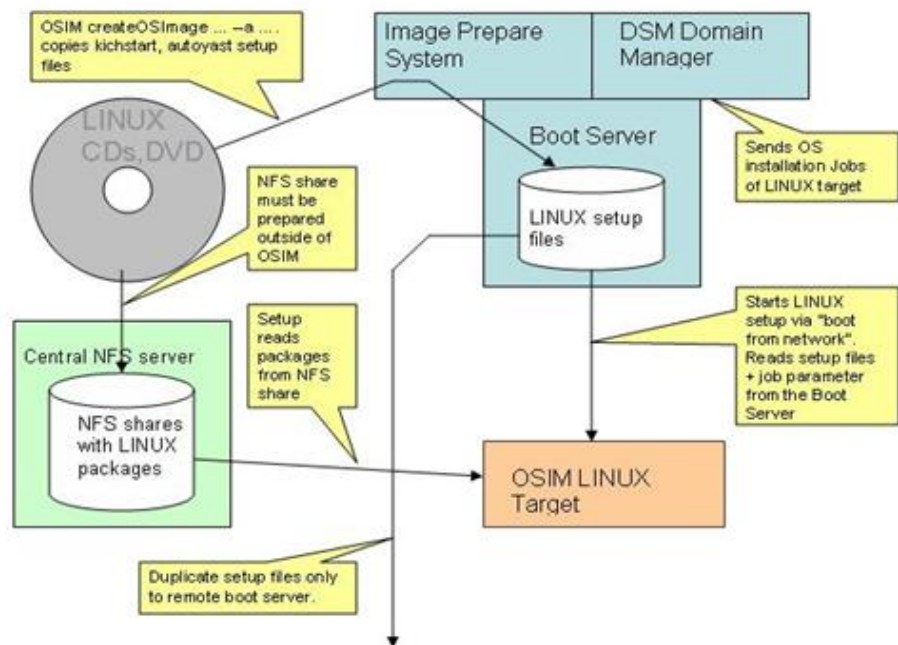 OSIM createOSImage ... –a ....
copies kichstart, autoyast setup
files
Image Prepare
System
DSM Domain
Manager
LINUX
CDs,DVD
Boot Server
LINUX setup
files
Sends OS
installation Jobs
of LINUX target
NFS share
must be
prepared
outside of
OSIM
Starts LINUX
setup via "boot
from network".
Reads setup files
+ job parameter
from the Boot
Server
Setup
reads
packages
from NFS
share
Central NFS server
NFS shares
with LINUX
packages
OSIM LINUX
Target
Duplicate setup files only
to remote boot server.